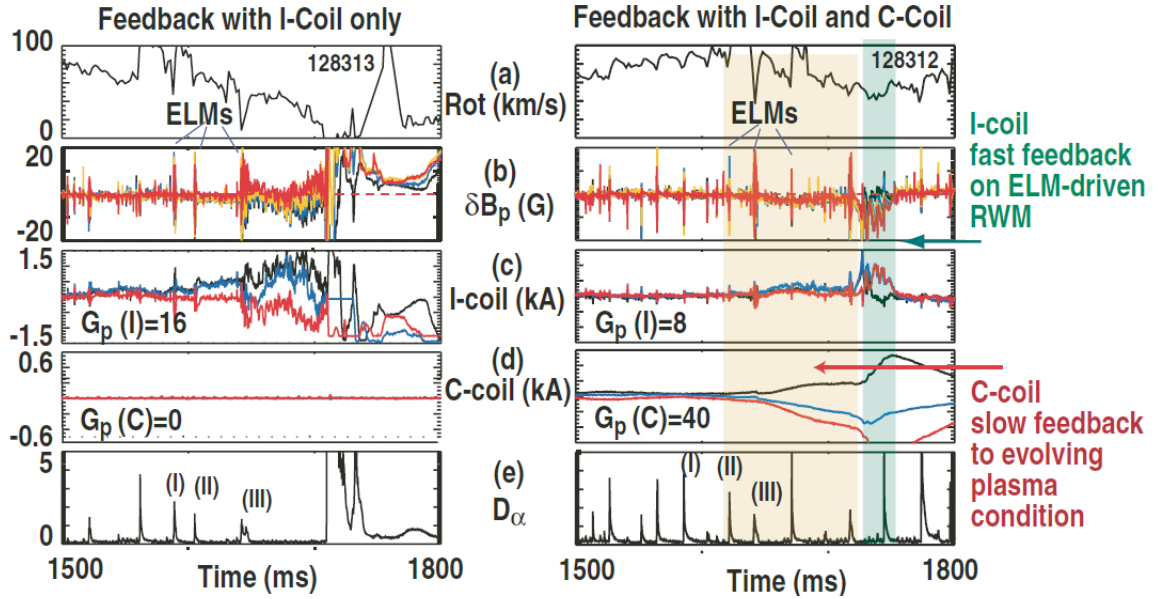 Feedback with I-Coil only
Feedback with I-Coil and C-Coil
100
0
128313
ELMs
(a)
Rot (km/s)
128312
ELMs
20
-20
(b)
δBp (G)
I-coil
fast feedback
on ELM-driven
RWM
1.5
-1.5
Gp (I)=16
(c)
I-coil (kA)
Gp (I)=8
0.6
-0.6
Gp (C)=0
(d)
C-coil (kA)
Gp (C)=40
C-coil
slow feedback
to evolving
plasma
condition
5
0
(I)
(II)
(III)
(e)
Dα
(I)
(II)
(III)
1500
Time (ms)
1800
1500
Time (ms)
1800